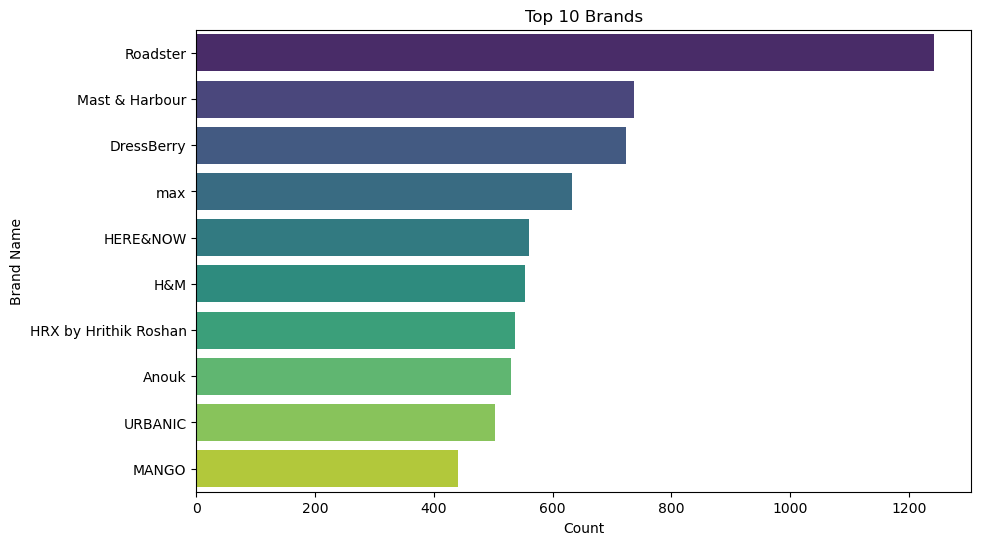 Top 10 Brands
Brand Name
Roadster
Mast & Harbour
DressBerry
max
HERE&NOW
H&M
HRX by Hrithik Roshan
Anouk
URBANIC
MANGO
0 200 400 600 800 1000 1200
Count